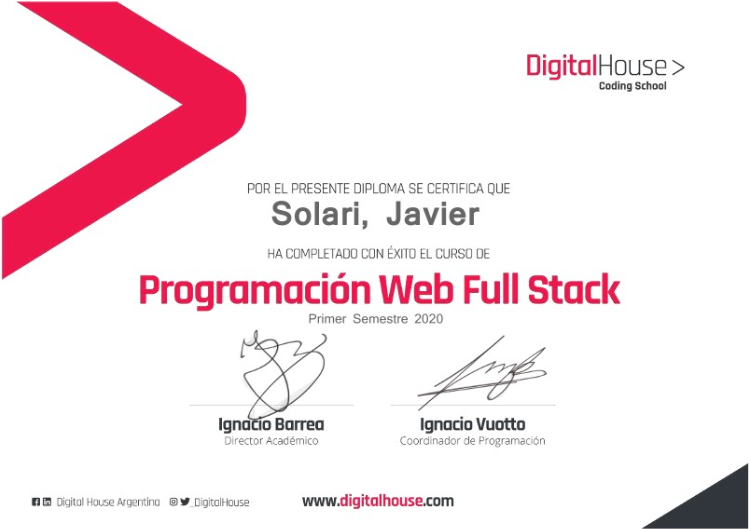 DigitalHouse>
Coding School
POR EL PRESENTE DIPLOMA SE CERTIFICA QUE
Solari, Javier
HA COMPLETADO CON ÉXITO EL CURSO DE
Programación Web Full Stack
Primer Semestre 2020
Ignacio Barrea
Director Académico
Ignacio Vuotto
Coordinador de Programación
Digital House Argentina
_DigitalHouse
www.digitalhouse.com